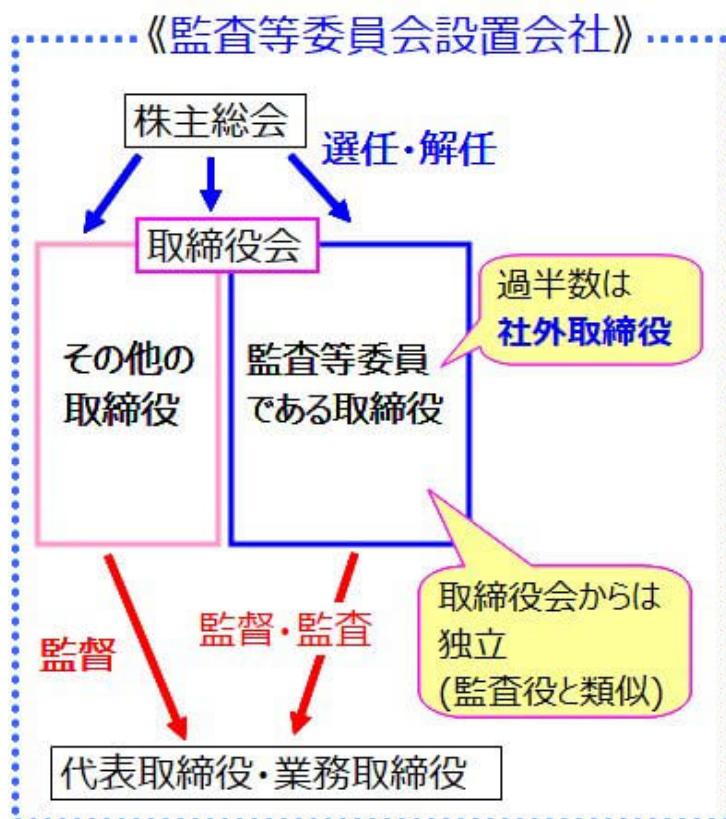 《監査等委員会設置会社》
株主総会
選任・解任
取締役会
過半数は
社外取締役
その他の
取締役
監査等委員
である取締役
取締役会からは
独立
(監査役と類似)
監督
監督・監査
代表取締役・業務取締役